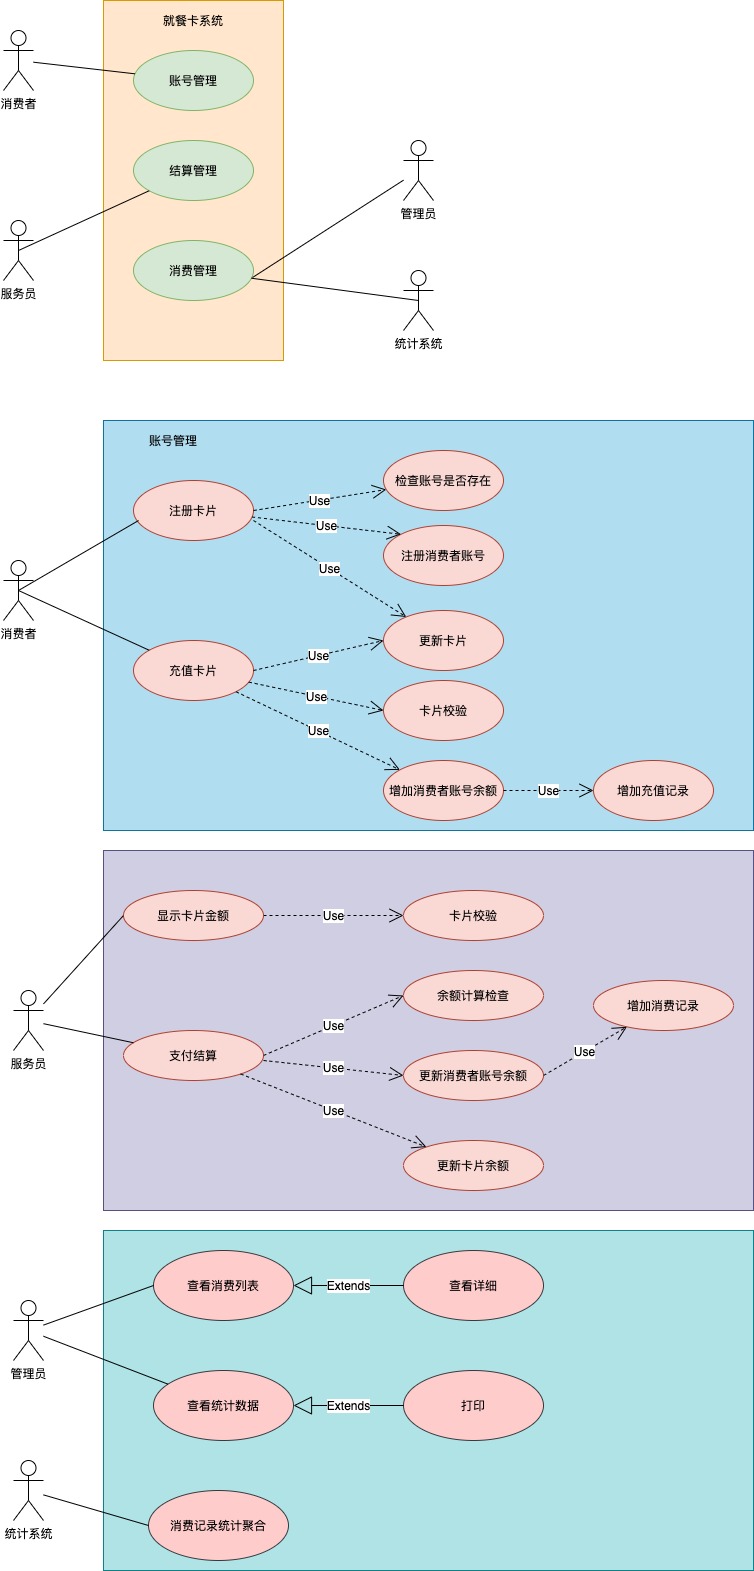 就餐卡系统
账号管理
消费者
结算管理
管理员
消费管理
服务员
统计系统
账号管理
检查账号是否存在
注册卡片
Use
Use
注册消费者账号
Use
消费者
更新卡片
Use
充值卡片
Use
卡片校验
Use
增加消费者账号余额
Use
增加充值记录
显示卡片金额
Use
卡片校验
余额计算检查
增加消费记录
Use
服务员
支付结算
Use
Use
更新消费者账号余额
Use
更新卡片余额
查看消费列表
Extends
查看详细
管理员
查看统计数据
Extends
打印
统计系统
消费记录统计聚合